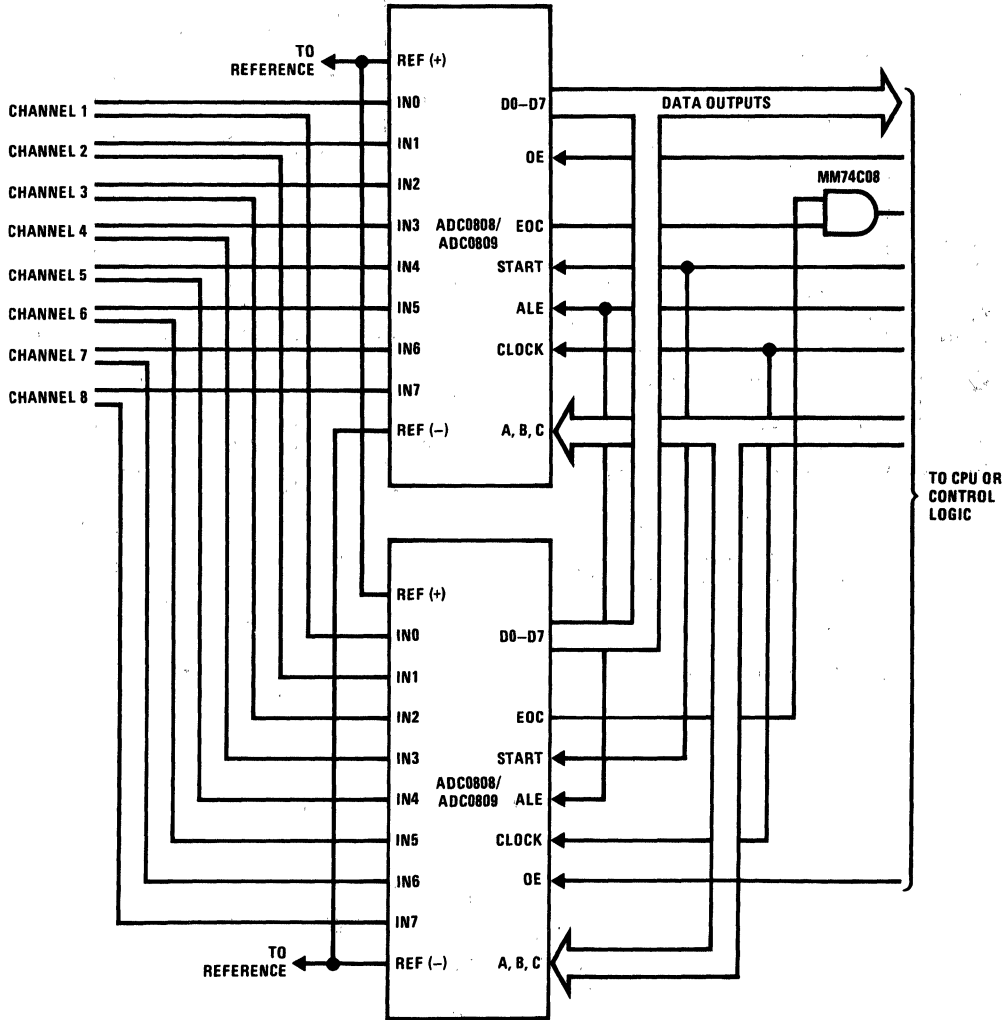 TO
REFERENCE
REF (+)
CHANNEL 1
CHANNEL 2
CHANNEL 3
CHANNEL 4
CHANNEL 5
CHANNEL 6
CHANNEL 7
CHANNEL 8
IN0
IN1
IN2
IN3
IN4
IN5
IN6
IN7
REF (–)
ADC0808/
ADC0809
D0–D7
OE
EOC
START
ALE
CLOCK
A, B, C
DATA OUTPUTS
MM74C08
TO CPU OR
CONTROL
LOGIC
REF (+)
IN0
IN1
IN2
IN3
IN4
IN5
IN6
IN7
REF (–)
TO
REFERENCE
ADC0808/
ADC0809
D0–D7
EOC
START
ALE
CLOCK
OE
A, B, C